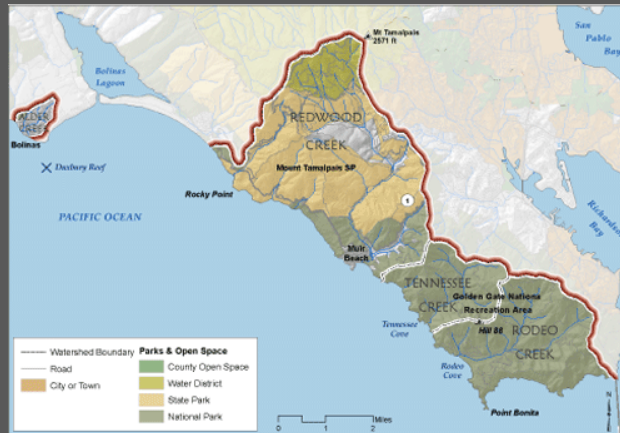 Mt Tamalpais
2571 ft
San
Pablo
Bay
Bolinas
Lagoon
ALDER
CREEK
Bolinas
REDWOOD
CREEK
Duxbury Reef
Mount Tamalpais SP
Rocky Point
1
PACIFIC OCEAN
Richardson
Bay
Muir
Beach
TENNESSEE
CREEK
Golden Gate Nationa
Recreation Area
Hill 88
RODEO
CREEK
Tennessee
Cove
Rodeo
Cove
Point Bonita
Watershed Boundary
Road
City or Town
Parks & Open Space
County Open Space
Water District
State Park
National Park
0 1 2
Miles
N